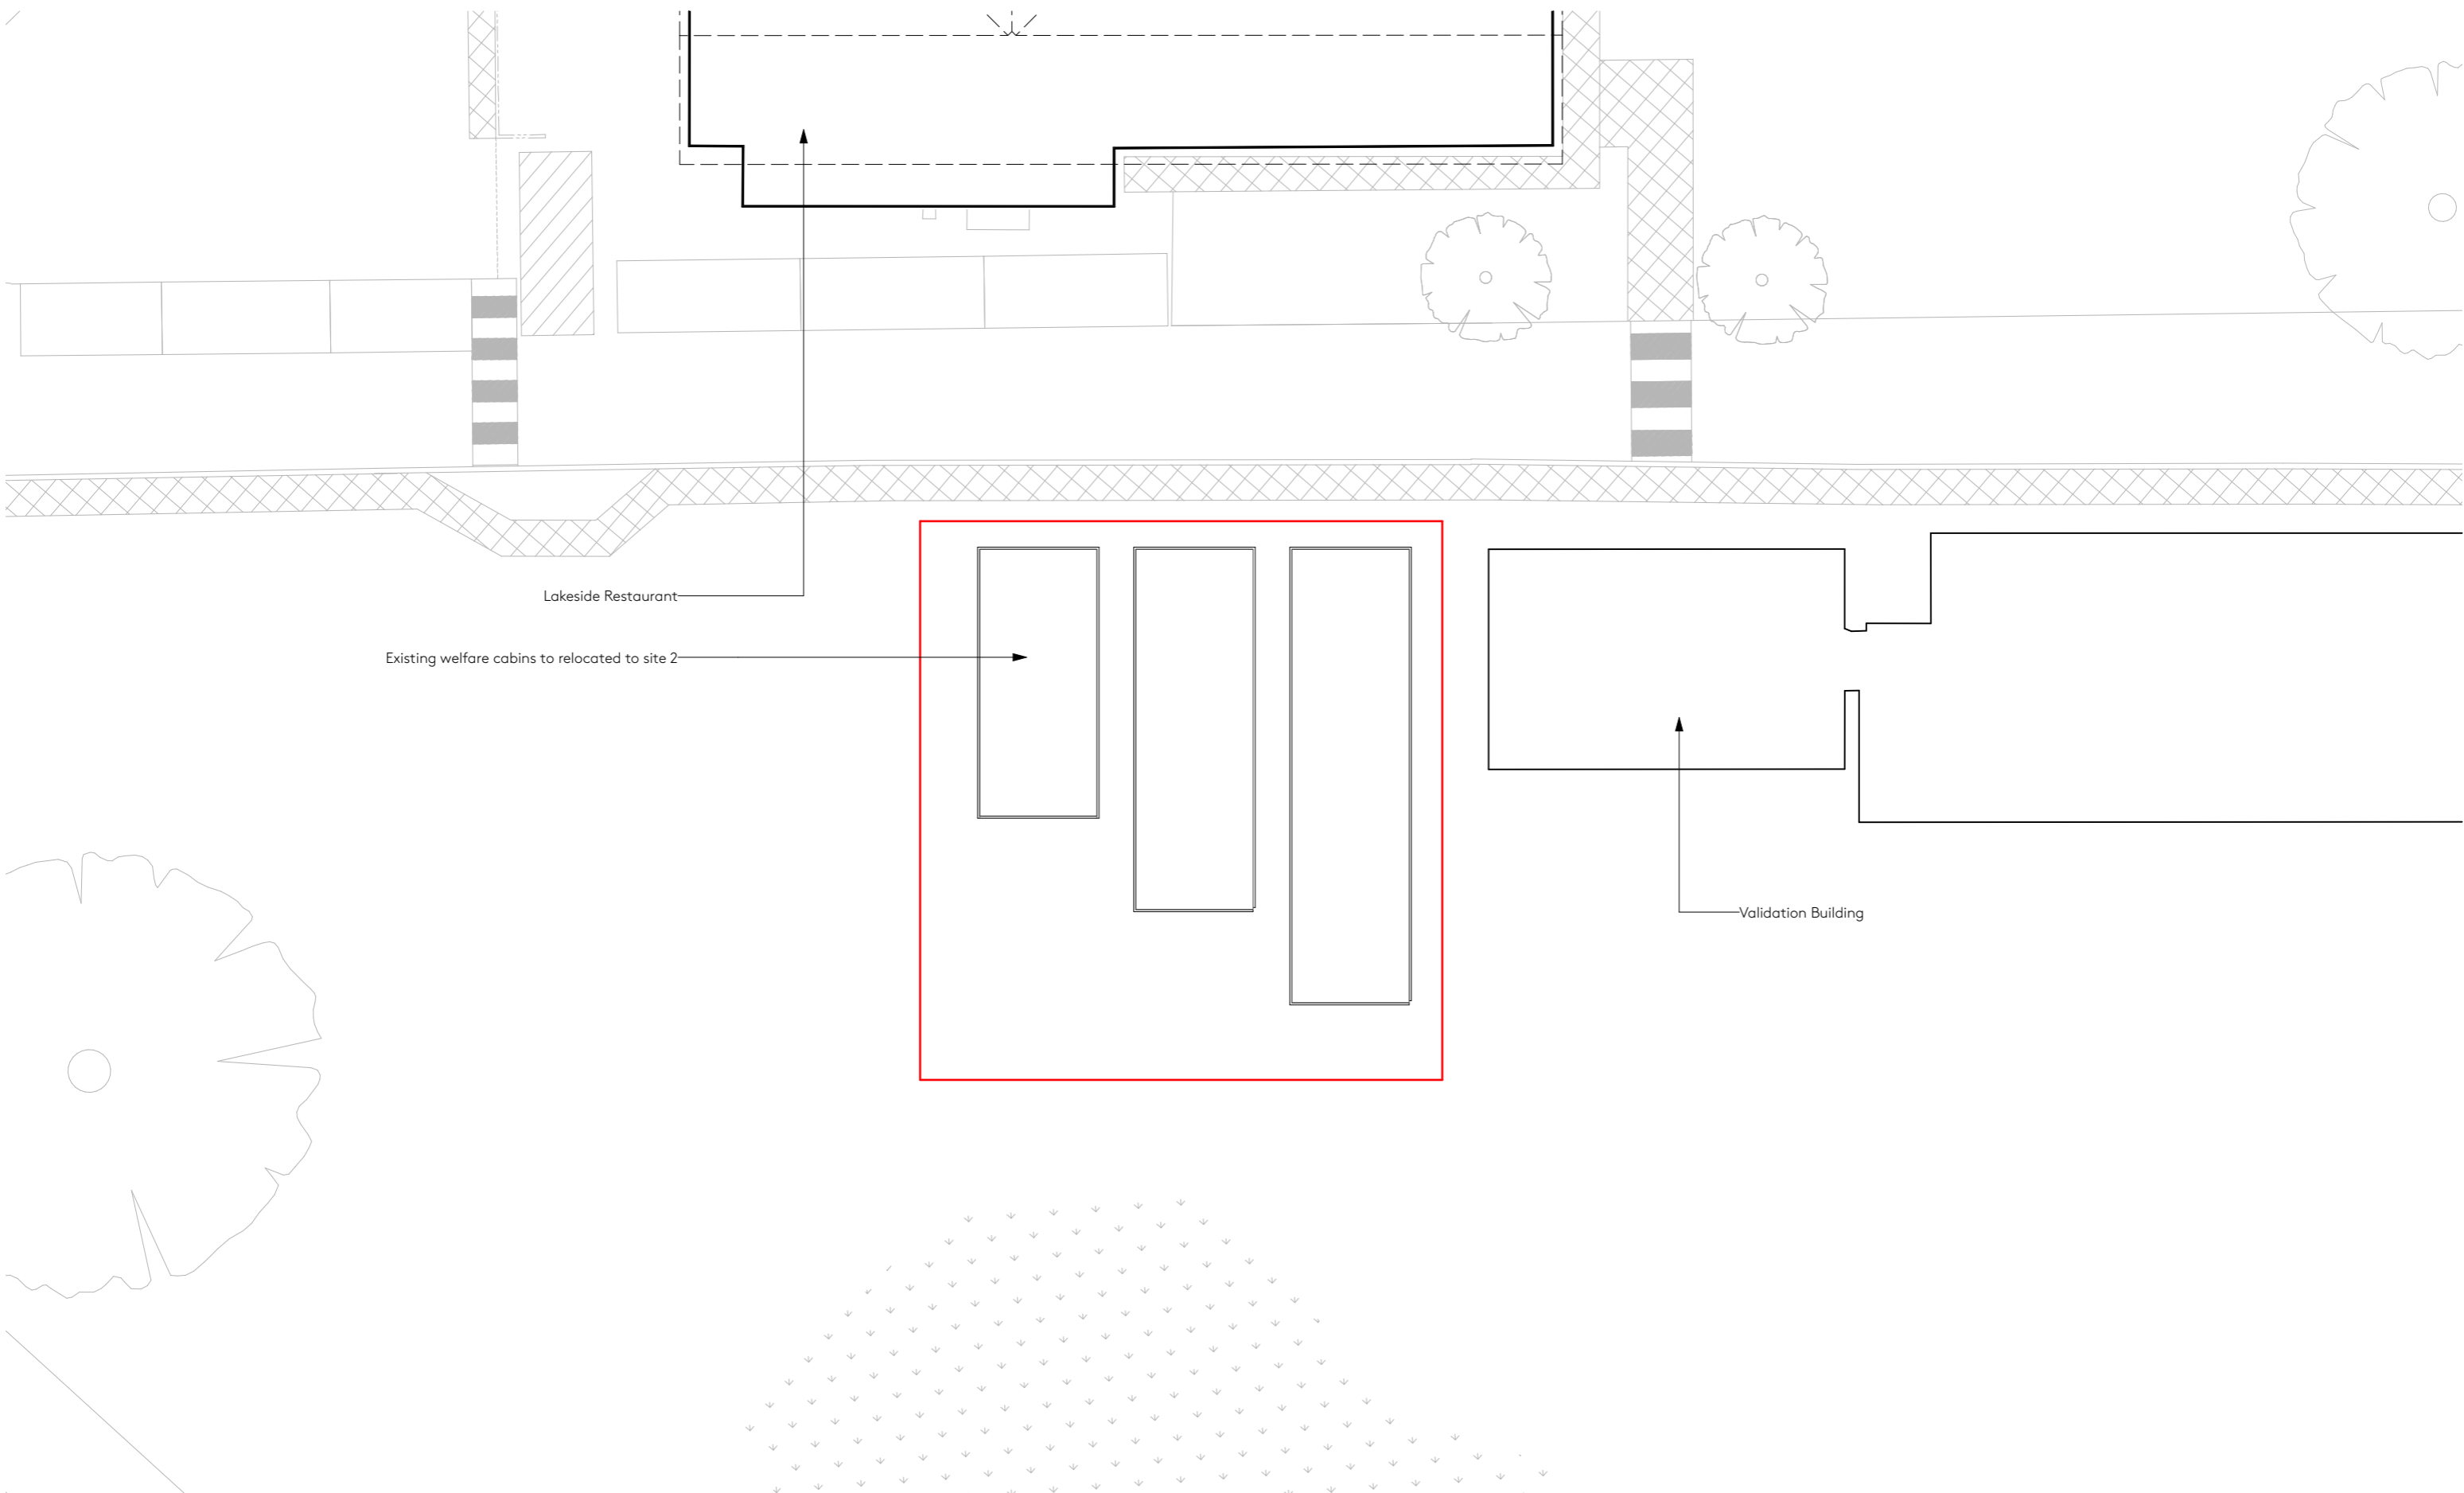 Lakeside Restaurant
Existing welfare cabins to relocated to site 2
Validation Building